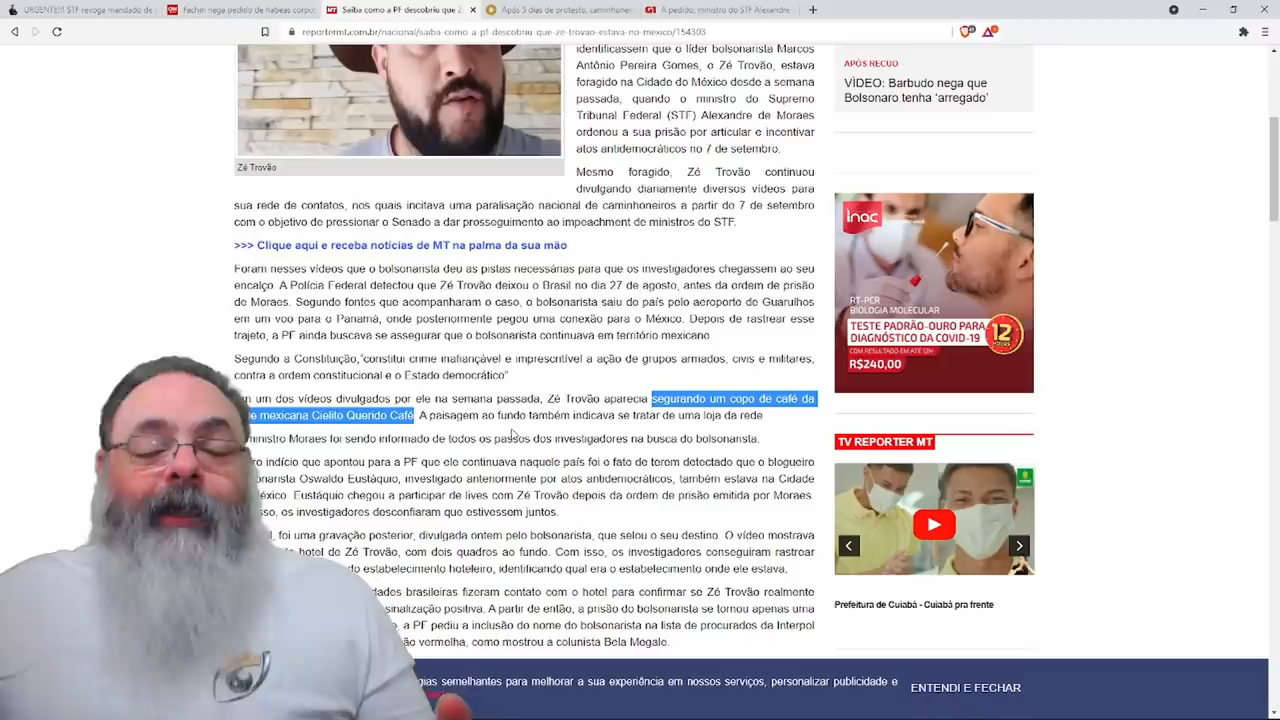 URGENTE!!! STF revoga mandado de p
Fachin nega pedido de habeas corpu
Saiba como a PF descobriu que Z
Após 5 dias de protesto, caminhoneir
A pedido, ministro do STF Alexandre
reportermt.com.br/nacional/saiba-como-a-pf-descobriu-que-ze-trovao-estava-no-mexico/154303
identificassem que o líder bolsonarista Marcos
Antônio Pereira Gomes, o Zé Trovão, estava
foragido na Cidade do México desde a semana
passada, quando o ministro do Supremo
Tribunal Federal (STF) Alexandre de Moraes
ordenou a sua prisão por articular e incentivar
atos antidemocráticos no 7 de setembro.
Zé Trovão
Mesmo foragido, Zé Trovão continuou
divulgando diariamente diversos vídeos para
sua rede de contatos, nos quais incitava uma paralisação nacional de caminhoneiros a partir do 7 de setembro
com o objetivo de pressionar o Senado a dar prosseguimento ao impeachment de ministros do STF.
>>> Clique aqui e receba notícias de MT na palma da sua mão
Foram nesses vídeos que o bolsonarista deu as pistas necessárias para que os investigadores chegassem ao seu
encalço. A Polícia Federal detectou que Zé Trovão deixou o Brasil no dia 27 de agosto, antes da ordem de prisão
de Moraes. Segundo fontes que acompanharam o caso, o bolsonarista saiu do país pelo aeroporto de Guarulhos
em um voo para o Panamá, onde posteriormente pegou uma conexão para o México. Depois de rastrear esse
trajeto, a PF ainda buscava se assegurar que o bolsonarista continuava em território mexicano
Segundo a Constituição,"constitui crime inafiançável e imprescritível a ação de grupos armados, civis e militares,
contra a ordem constitucional e o Estado democrático"
m um dos vídeos divulgados por ele na semana passada, Zé Trovão aparecia segurando um copo de café da
e mexicana Cielito Querido Café. A paisagem ao fundo também indicava se tratar de uma loja da rede
ministro Moraes foi sendo informado de todos os passos dos investigadores na busca do bolsonarista.
ro indício que apontou para a PF que ele continuava naquele país foi o fato de terem detectado que o blogueiro
onarista Oswaldo Eustáquio, investigado anteriormente por atos antidemocráticos, também estava na Cidade
éxico. Eustáquio chegou a participar de lives com Zé Trovão depois da ordem de prisão emitida por Moraes.
sso, os investigadores desconfiaram que estivessem juntos.
l, foi uma gravação posterior, divulgada ontem pelo bolsonarista, que selou o seu destino. O vídeo mostrava
hotel de Zé Trovão, com dois quadros ao fundo. Com isso, os investigadores conseguiram rastrear
do estabelecimento hoteleiro, identificando qual era o estabelecimento onde ele estava.
dades brasileiras fizeram contato com o hotel para confirmar se Zé Trovão realmente
sinalização positiva. A partir de então, a prisão do bolsonarista se tornou apenas uma
, a PF pediu a inclusão do nome do bolsonarista na lista de procurados da Interpol
ão vermelha, como mostrou a colunista Bela Megale.
APÓS RECUO
VÍDEO: Barbudo nega que
Bolsonaro tenha 'arregado'
inac
RT-PCR
BIOLOGIA MOLECULAR
TESTE PADRÃO-OURO PARA
DIAGNÓSTICO DA COVID-19
COM RESULTADO EM ATÉ 12H
R$240,00
12
HORAS
TV REPORTER MT
Prefeitura de Cuiabá - Cuiabá pra frente
gias semelhantes para melhorar a sua experiência em nossos serviços, personalizar publicidade e
ENTENDI E FECHAR